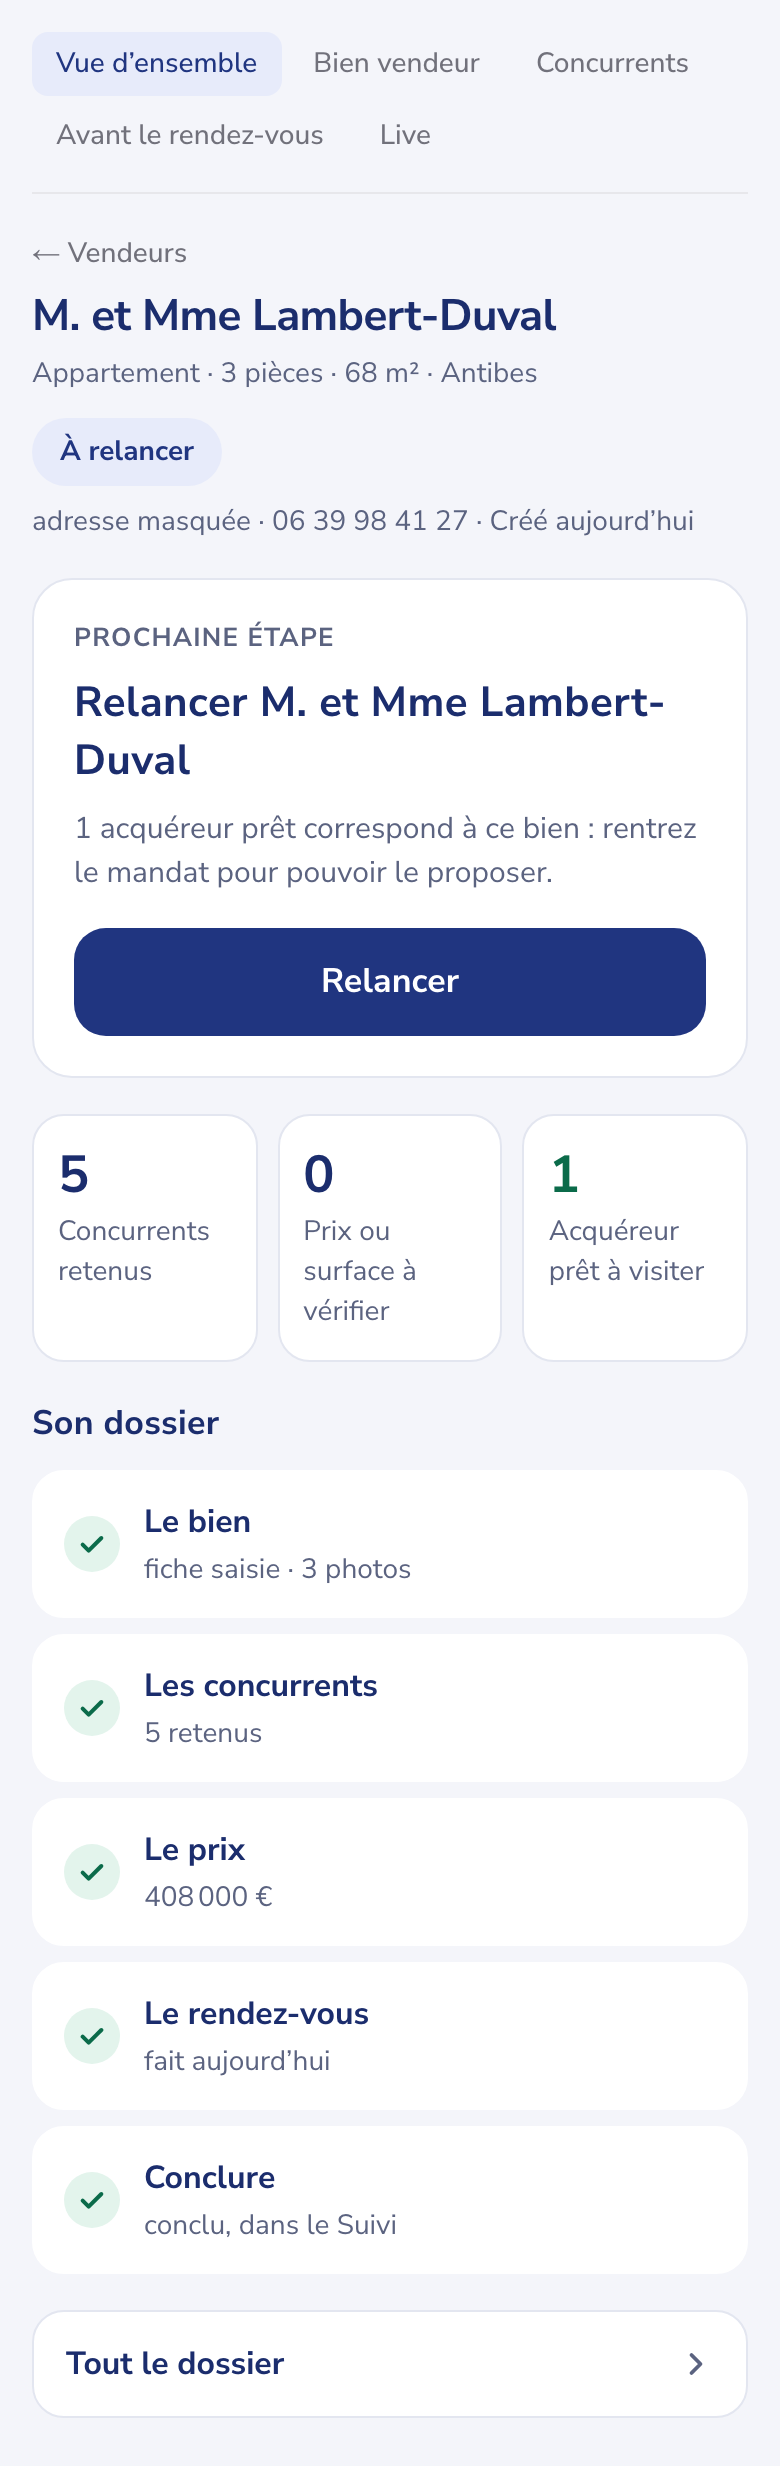 Vue d’ensemble Bien vendeur Concurrents
Avant le rendez-vous Live
← Vendeurs
M. et Mme Lambert-Duval
Appartement · 3 pièces · 68 m² · Antibes
À relancer
adresse masquée · 06 39 98 41 27 · Créé aujourd’hui
PROCHAINE ÉTAPE
Relancer M. et Mme Lambert-
Duval
1 acquéreur prêt correspond à ce bien : rentrez
le mandat pour pouvoir le proposer.
Relancer
5
Concurrents
retenus
0
Prix ou
surface à
vérifier
1
Acquéreur
prêt à visiter
Son dossier
Le bien
fiche saisie · 3 photos
Les concurrents
5 retenus
Le prix
408 000 €
Le rendez-vous
fait aujourd’hui
Conclure
conclu, dans le Suivi
Tout le dossier